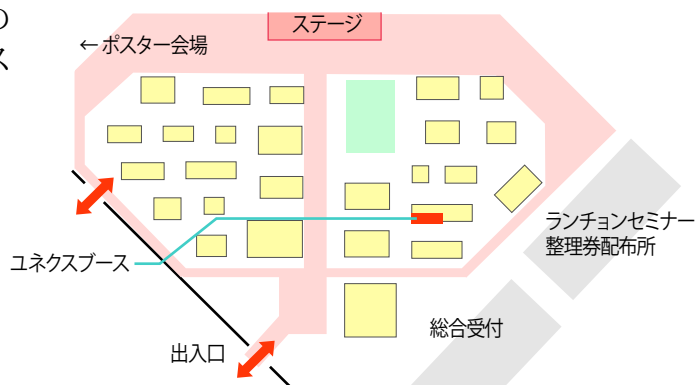 の
ス
ステージ
←ポスター会場
ランチョンセミナー
整理券配布所
ユネクスブース
総合受付
出入口